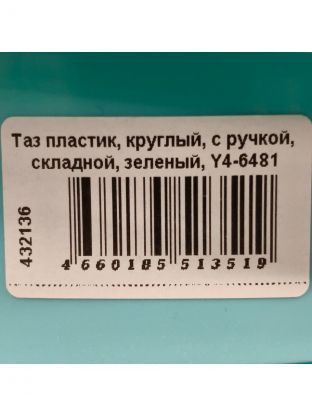 Таз пластик, круглый, с ручкой,
складной, зеленый, Y4-6481
432136
4 660185 513519